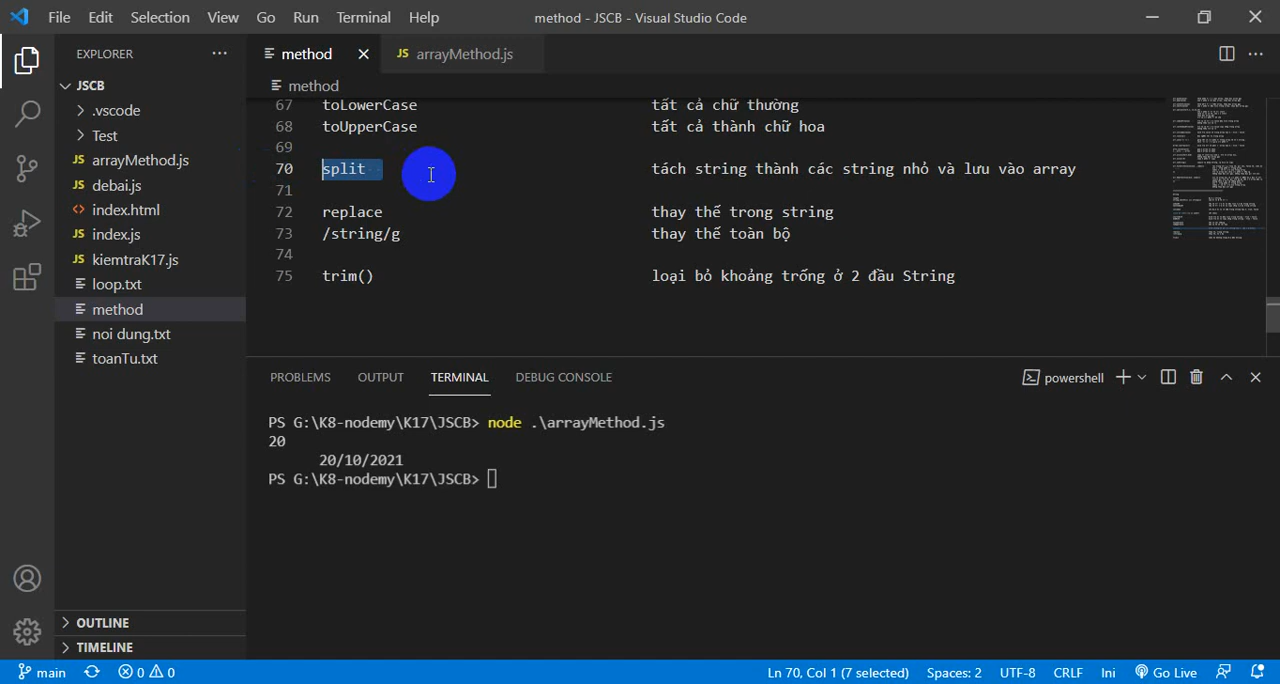 File Edit Selection View Go Run Terminal Help
method - JSCB - Visual Studio Code
EXPLORER
JSCB
.vscode
Test
JS arrayMethod.js
JS debai.js
index.html
JS index.js
JS kiemtraK17.js
loop.txt
method
noi dung.txt
toanTu.txt
OUTLINE
TIMELINE
method
JS arrayMethod.js
method
67 toLowerCase tất cả chữ thường
68 toUpperCase tất cả thành chữ hoa
69
70 split tách string thành các string nhỏ và lưu vào array
71
72 replace thay thế trong string
73 /string/g thay thế toàn bộ
74
75 trim() loại bỏ khoảng trống ở 2 đầu String
PROBLEMS OUTPUT TERMINAL DEBUG CONSOLE
powershell
PS G:\K8-nodemy\K17\JSCB> node .\arrayMethod.js
20
20/10/2021
PS G:\K8-nodemy\K17\JSCB>
main 0 0 Ln 70, Col 1 (7 selected) Spaces: 2 UTF-8 CRLF Ini Go Live